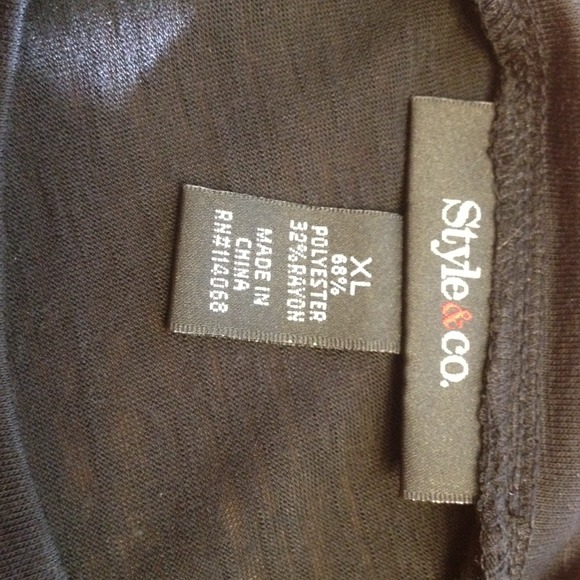 Style&co.
XL
68%
POLYESTER
32%RAYON
MADE IN
CHINA
RN#114068